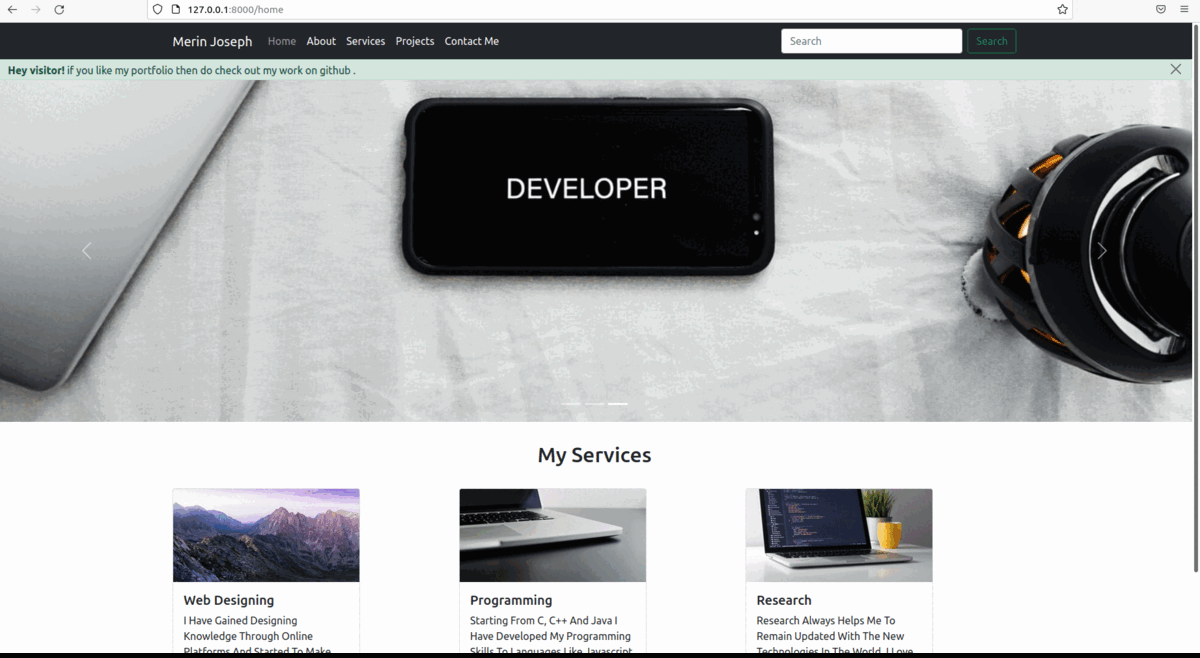 127.0.0.1:8000/home
Merin Joseph Home About Services Projects Contact Me Search Search
Hey visitor! if you like my portfolio then do check out my work on github .
DEVELOPER
My Services
Web Designing
I Have Gained Designing
Knowledge Through Online
Platforms And Started To Make
Programming
Starting From C, C++ And Java I
Have Developed My Programming
Skills To Languages Like Javascript
Research
Research Always Helps Me To
Remain Updated With The New
Technologies In The World. I Love